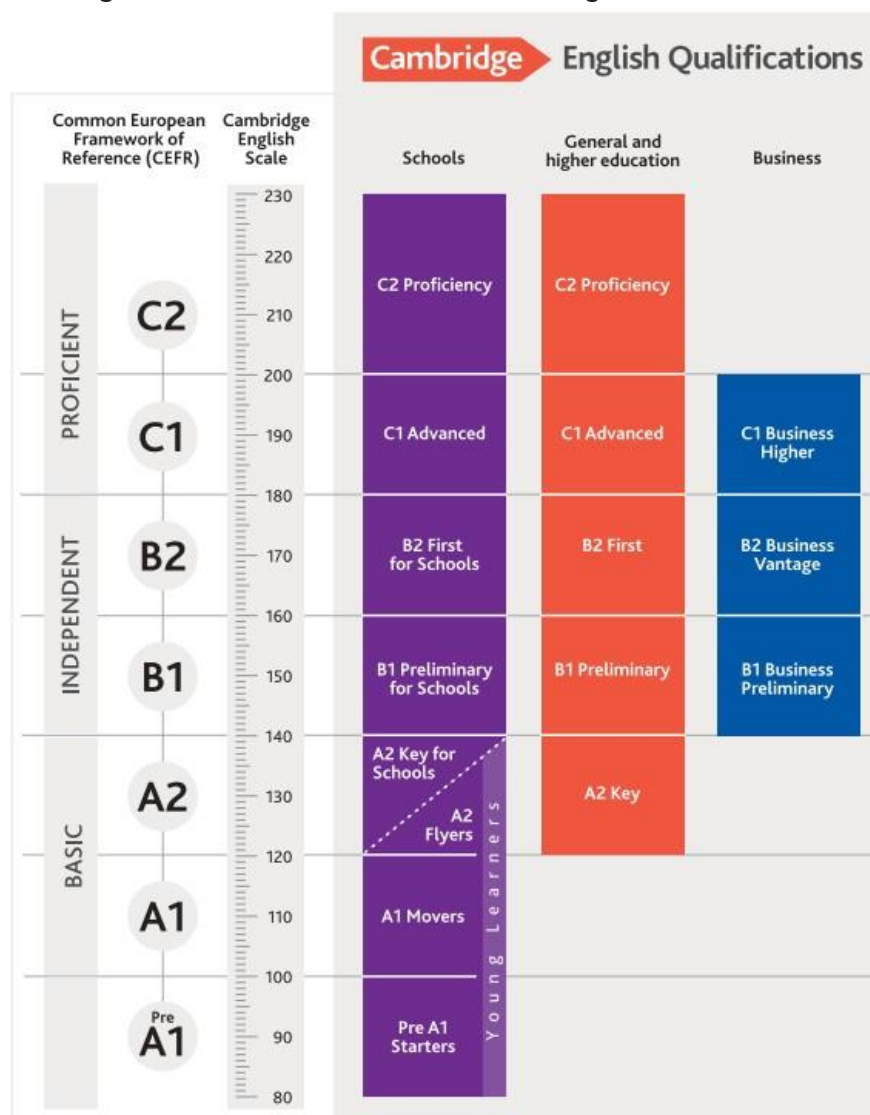 Cambridge English Qualifications
Common European
Framework of
Reference (CEFR)
Cambridge
English
Scale
Schools
General and
higher education
Business
PROFICIENT
INDEPENDENT
BASIC
C2
C1
B2
B1
A2
A1
Pre
A1
230
220
210
200
190
180
170
160
150
140
130
120
110
100
90
80
C2 Proficiency
C1 Advanced
B2 First
for Schools
B1 Preliminary
for Schools
A2 Key for
Schools
A2
Flyers
A1 Movers
Pre A1
Starters
Young Learners
C2 Proficiency
C1 Advanced
B2 First
B1 Preliminary
A2 Key
C1 Business
Higher
B2 Business
Vantage
B1 Business
Preliminary